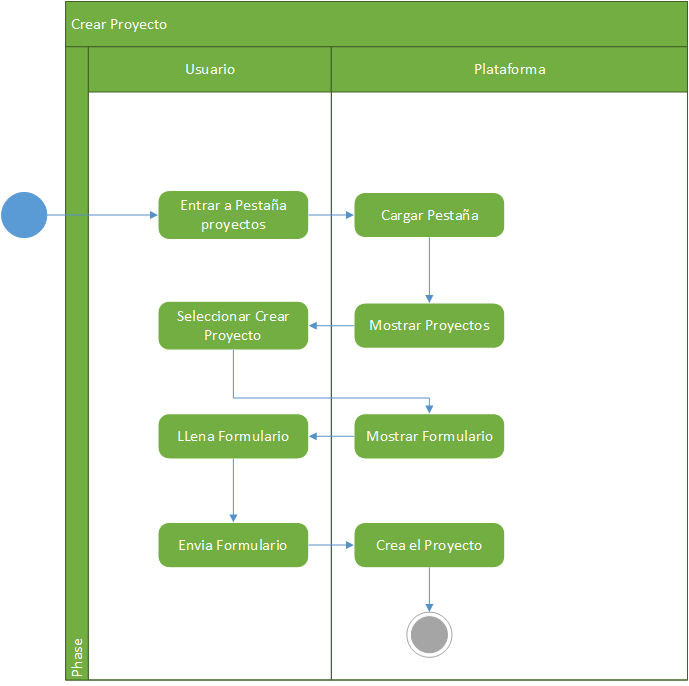 Crear Proyecto
Usuario
Plataforma
Entrar a Pestaña
proyectos
Cargar Pestaña
Seleccionar Crear
Proyecto
Mostrar Proyectos
LLena Formulario
Mostrar Formulario
Envia Formulario
Crea el Proyecto
Phase